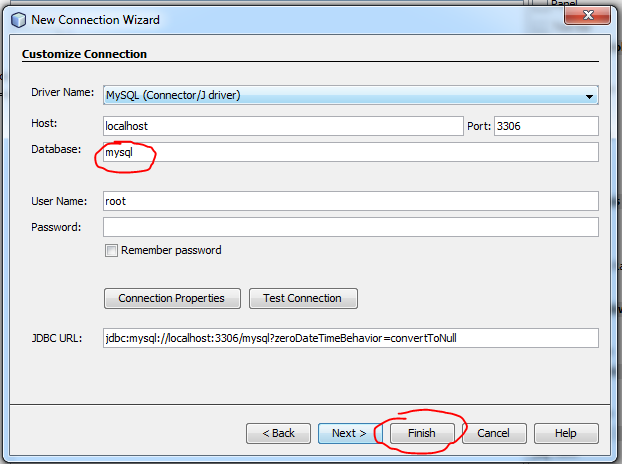 Panel
New Connection Wizard
Customize Connection
Driver Name: MySQL (Connector/J driver)
Host: localhost Port: 3306
Database: mysql
User Name: root
Password:
Remember password
Connection Properties Test Connection
JDBC URL: jdbc:mysql://localhost:3306/mysql?zeroDateTimeBehavior=convertToNull
< Back Next > Finish Cancel Help